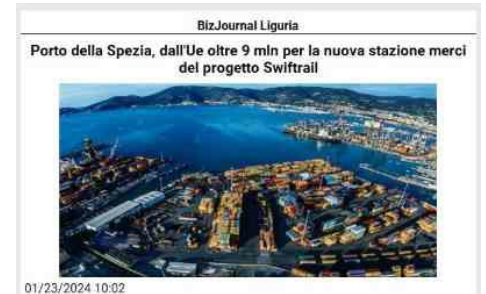 BizJournal Liguria
Porto della Spezia, dall'Ue oltre 9 mln per la nuova stazione merci
del progetto Swiftrail
01/23/2024 10:02